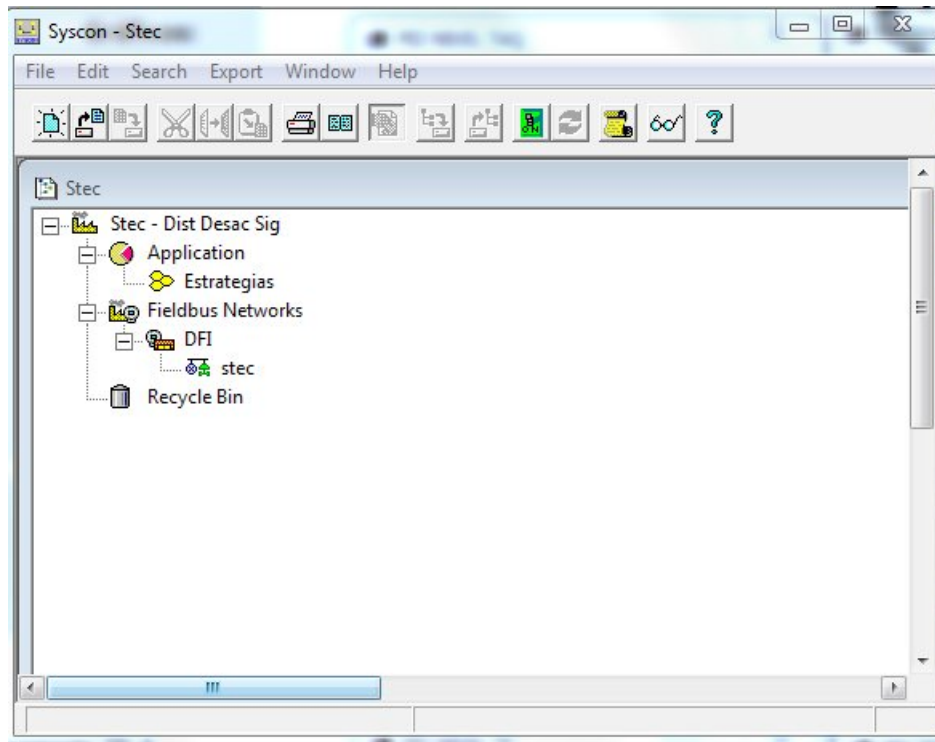 Syscon - Stec
File Edit Search Export Window Help
Stec
Stec - Dist Desac Sig
Application
Estrategias
Fieldbus Networks
DFI
stec
Recycle Bin